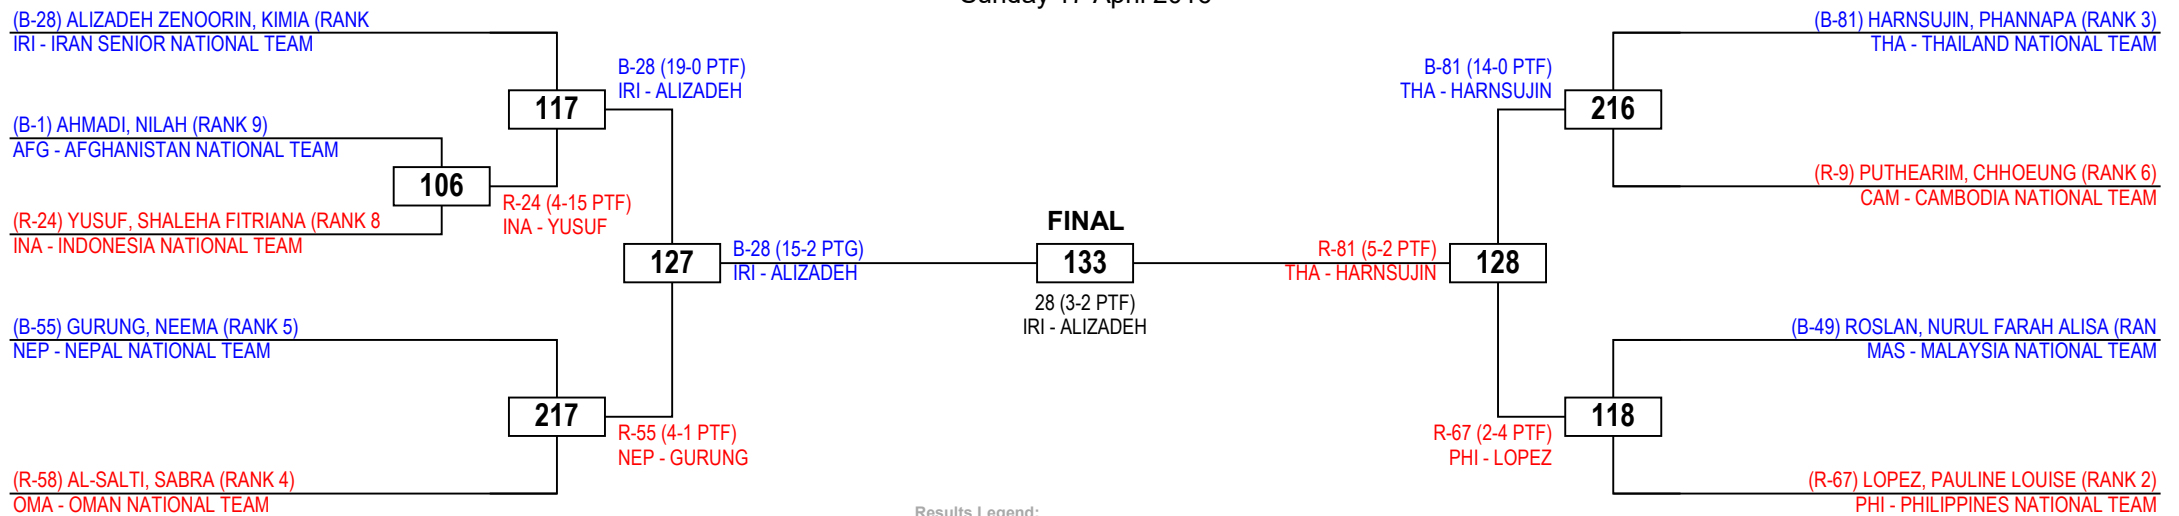 (B-28) ALIZADEH ZENOORIN, KIMIA (RANK
IRI - IRAN SENIOR NATIONAL TEAM
(B-1) AHMADI, NILAH (RANK 9)
AFG - AFGHANISTAN NATIONAL TEAM
(R-24) YUSUF, SHALEHA FITRIANA (RANK 8
INA - INDONESIA NATIONAL TEAM
(B-55) GURUNG, NEEMA (RANK 5)
NEP - NEPAL NATIONAL TEAM
(R-58) AL-SALTI, SABRA (RANK 4)
OMA - OMAN NATIONAL TEAM
106
R-24 (4-15 PTF)
INA - YUSUF
117
B-28 (19-0 PTF)
IRI - ALIZADEH
217
R-55 (4-1 PTF)
NEP - GURUNG
127
B-28 (15-2 PTG)
IRI - ALIZADEH
FINAL
133
28 (3-2 PTF)
IRI - ALIZADEH
R-81 (5-2 PTF)
THA - HARNSUJIN
128
B-81 (14-0 PTF)
THA - HARNSUJIN
216
R-67 (2-4 PTF)
PHI - LOPEZ
118
(B-81) HARNSUJIN, PHANNAPA (RANK 3)
THA - THAILAND NATIONAL TEAM
(R-9) PUTHEARIM, CHHOEUNG (RANK 6)
CAM - CAMBODIA NATIONAL TEAM
(B-49) ROSLAN, NURUL FARAH ALISA (RAN
MAS - MALAYSIA NATIONAL TEAM
(R-67) LOPEZ, PAULINE LOUISE (RANK 2)
PHI - PHILIPPINES NATIONAL TEAM
Results Legend: